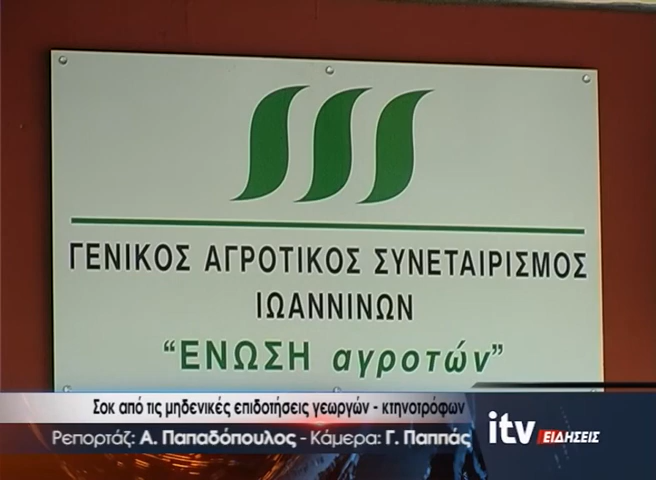 ΓΕΝΙΚΟΣ ΑΓΡΟΤΙΚΟΣ ΣΥΝΕΤΑΙΡΙΣΜΟΣ
ΙΩΑΝΝΙΝΩΝ
“ΕΝΩΣΗ αγροτών”
Σοκ από τις μηδενικές επιδοτήσεις γεωργών - κτηνοτρόφων
Ρεπορτάζ: Α. Παπαδόπουλος - Κάμερα: Γ. Παππάς
itv ΕΙΔΗΣΕΙΣ